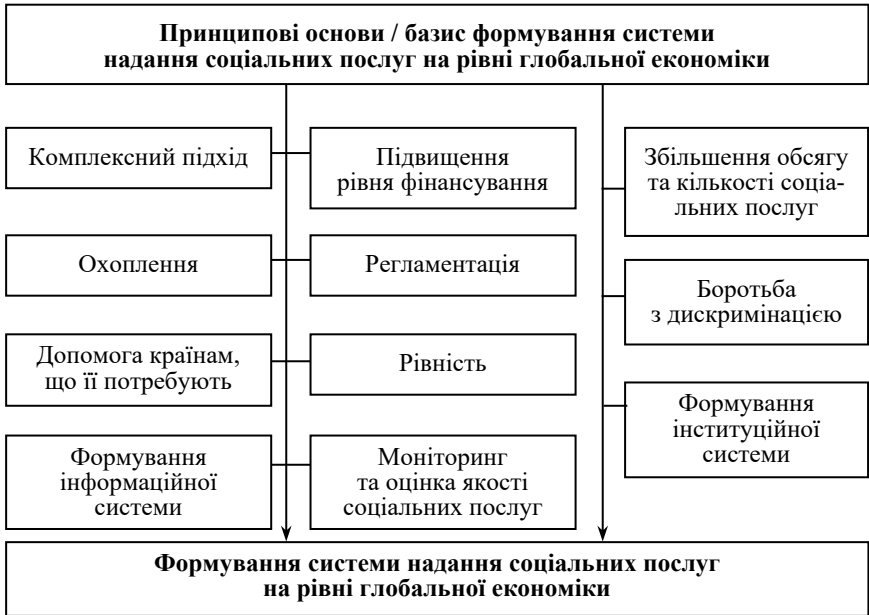 Принципові основи / базис формування системи
надання соціальних послуг на рівні глобальної економіки
Комплексний підхід
Підвищення
рівня фінансування
Збільшення обсягу
та кількості соціа-
льних послуг
Охоплення
Регламентація
Боротьба
з дискримінацією
Допомога країнам,
що її потребують
Рівність
Формування
інституційної
системи
Формування
інформаційної
системи
Моніторинг
та оцінка якості
соціальних послуг
Формування системи надання соціальних послуг
на рівні глобальної економіки